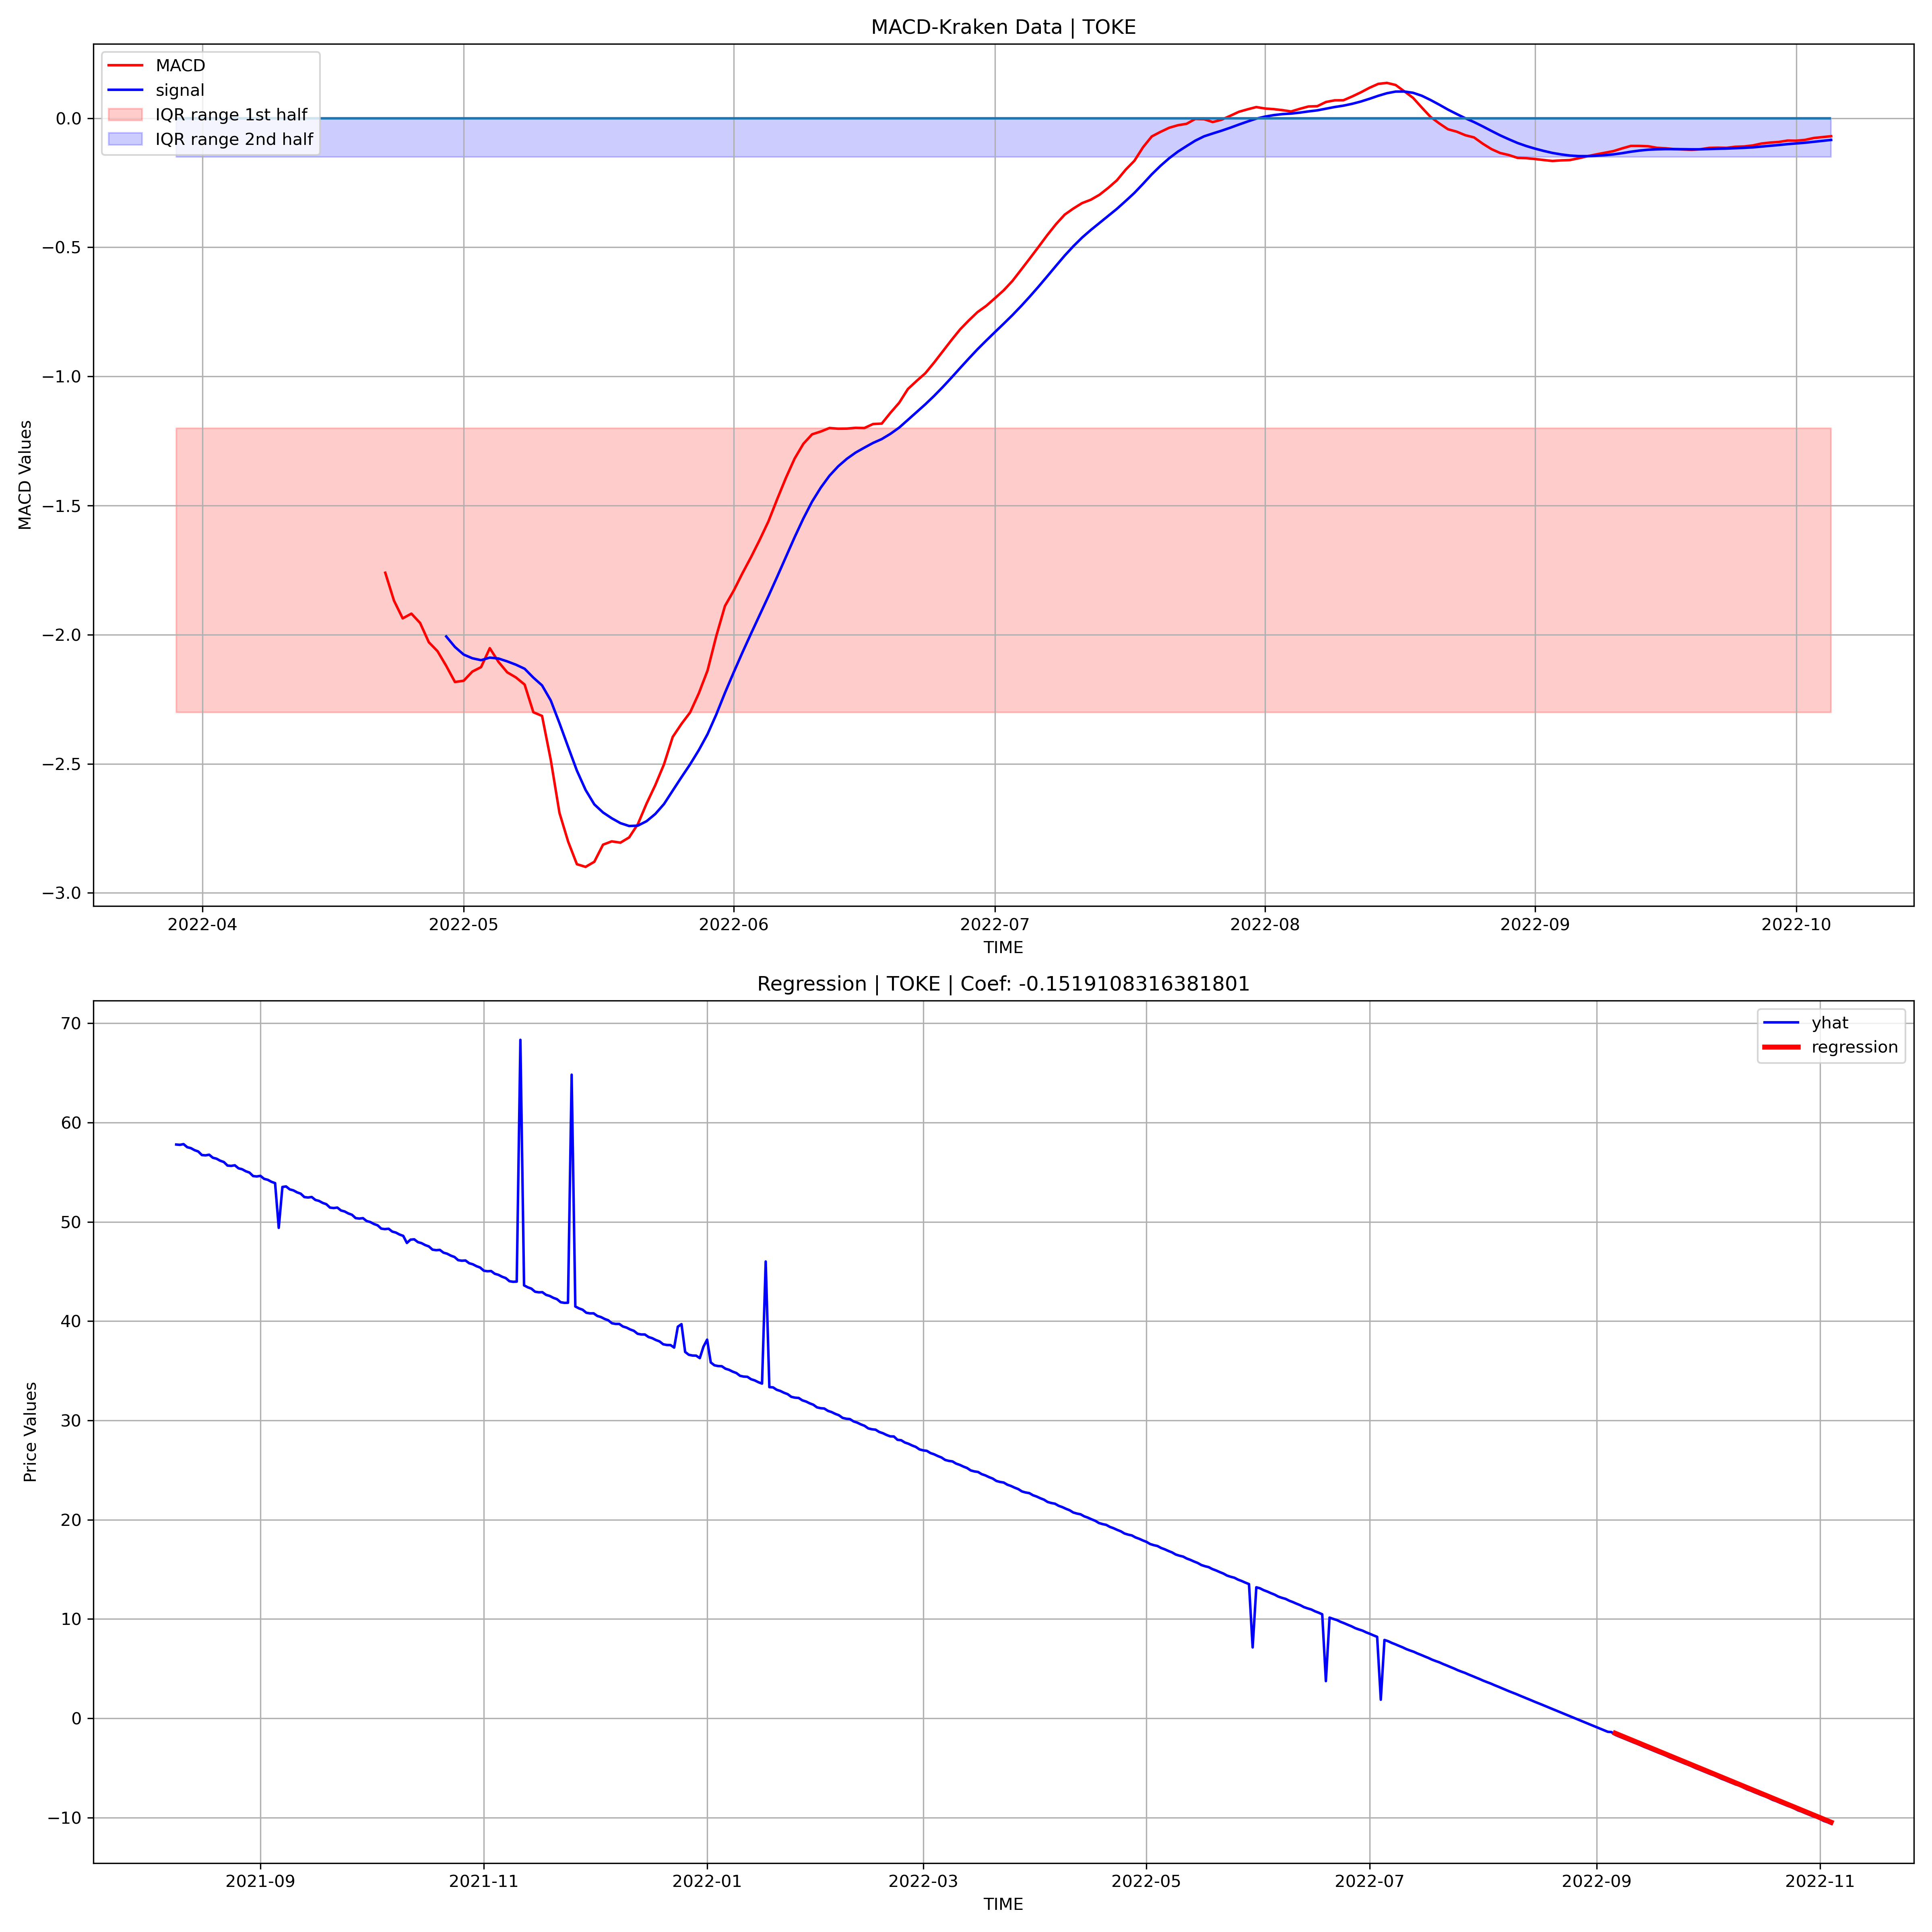 MACD-Kraken Data | TOKE
MACD
signal
IQR range 1st half
IQR range 2nd half
MACD Values
0.0
−0.5
−1.0
−1.5
−2.0
−2.5
−3.0
2022-04 2022-05 2022-06 2022-07 2022-08 2022-09 2022-10
TIME
Regression | TOKE | Coef: -0.1519108316381801
yhat
regression
Price Values
70
60
50
40
30
20
10
0
−10
2021-09 2021-11 2022-01 2022-03 2022-05 2022-07 2022-09 2022-11
TIME